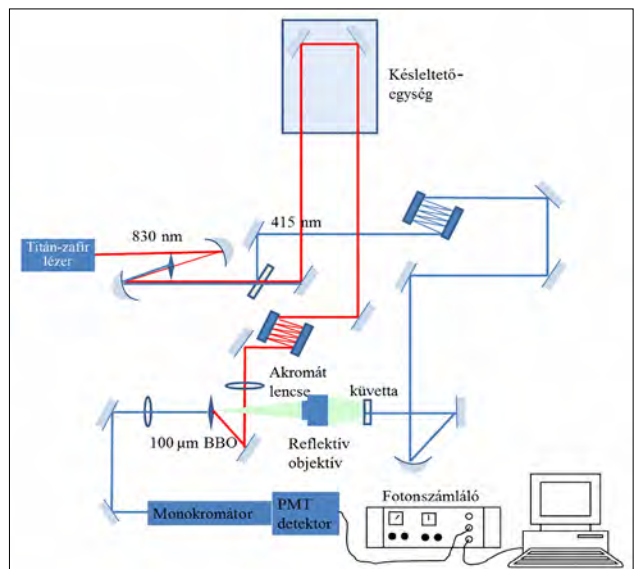 Késleltető-
egység
830 nm
415 nm
Titán-zafír
lézer
Akromát
lencse
küvetta
100 µm BBO
Reflektív
objektív
Fotonszámláló
Monokromátor
PMT
detektor